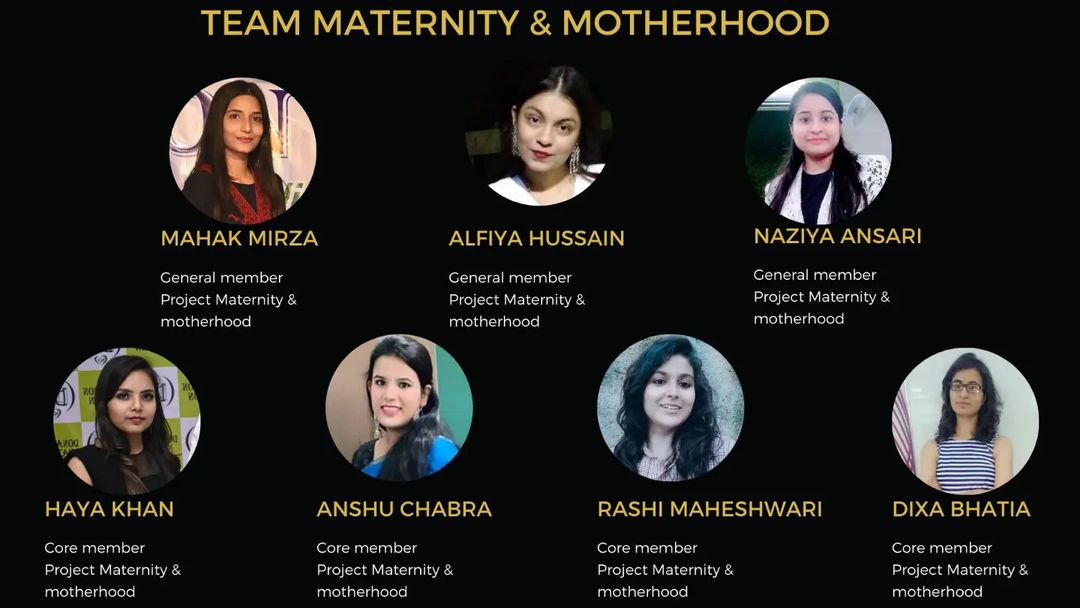 TEAM MATERNITY & MOTHERHOOD
MAHAK MIRZA
General member
Project Maternity &
motherhood
ALFIYA HUSSAIN
General member
Project Maternity &
motherhood
NAZIYA ANSARI
General member
Project Maternity &
motherhood
HAYA KHAN
Core member
Project Maternity &
motherhood
ANSHU CHABRA
Core member
Project Maternity &
motherhood
RASHI MAHESHWARI
Core member
Project Maternity &
motherhood
DIXA BHATIA
Core member
Project Maternity &
motherhood